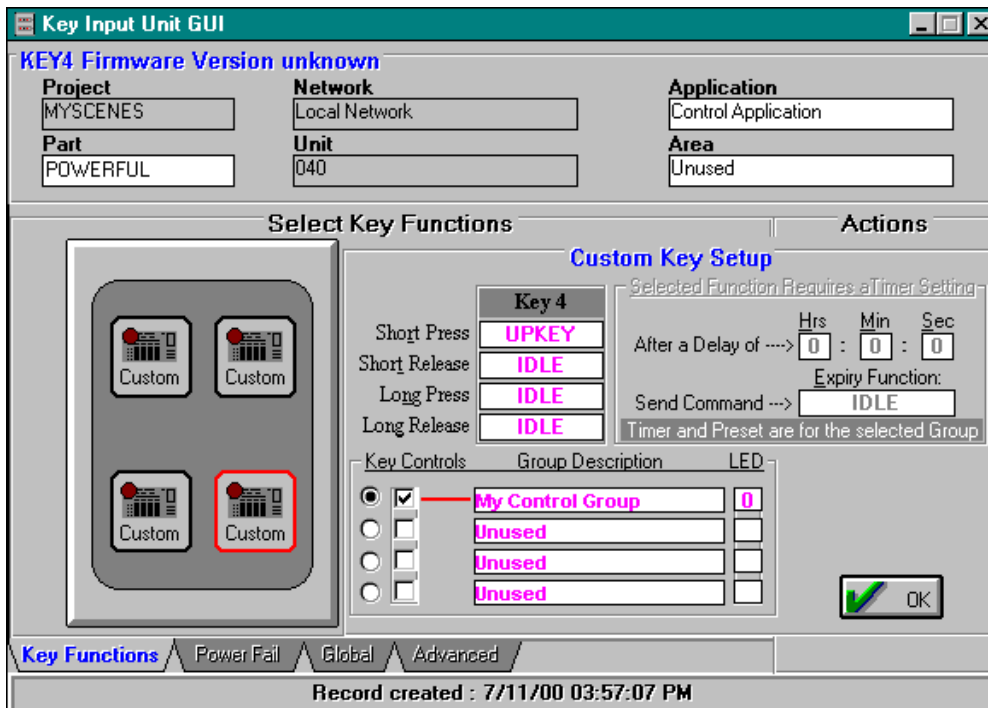 Key Input Unit GUI
KEY4 Firmware Version unknown
Project Network Application
MYSCENES Local Network Control Application
Part Unit Area
POWERFUL 040 Unused
Select Key Functions Actions
Custom Key Setup
Key 4
Short Press UPKEY
Short Release IDLE
Long Press IDLE
Long Release IDLE
Selected Function Requires aTimer Setting
Hrs Min Sec
After a Delay of ----> 0 : 0 : 0
Expiry Function:
Send Command ---> IDLE
Timer and Preset are for the selected Group
Custom Custom
Custom Custom
Key Controls Group Description LED
My Control Group 0
Unused
Unused
Unused
OK
Key Functions Power Fail Global Advanced
Record created : 7/11/00 03:57:07 PM